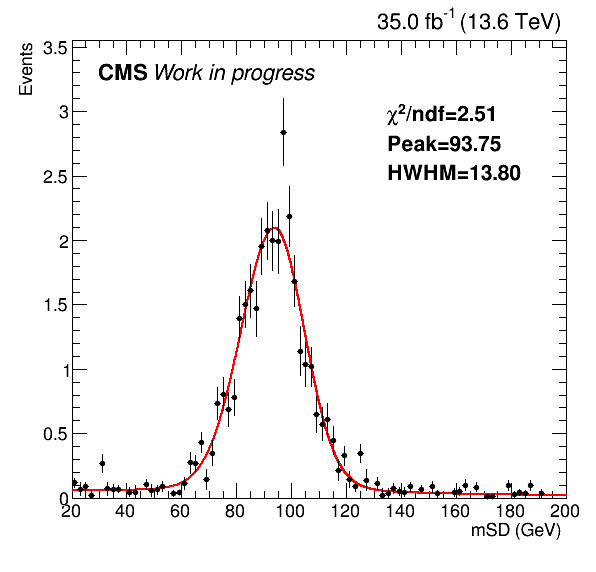 35.0 fb⁻¹ (13.6 TeV)
Events
CMS Work in progress
χ²/ndf=2.51
Peak=93.75
HWHM=13.80
3.5
3
2.5
2
1.5
1
0.5
0
20 40 60 80 100 120 140 160 180 200
mSD (GeV)